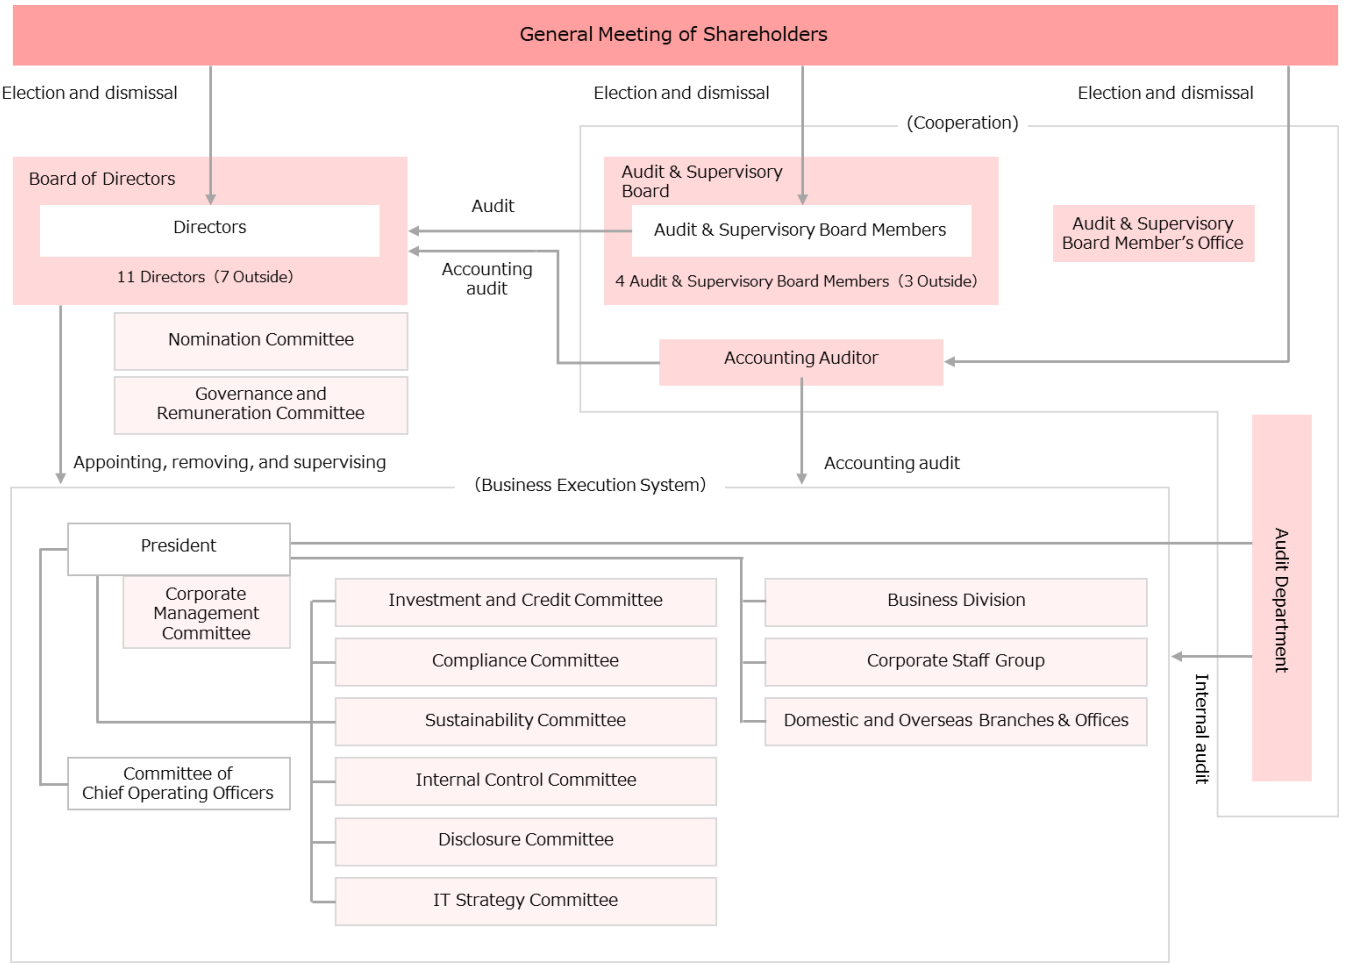 General Meeting of Shareholders
Election and dismissal
Election and dismissal
Election and dismissal
(Cooperation)
Board of Directors
Directors
11 Directors (7 Outside)
Audit
Accounting
audit
Audit & Supervisory
Board
Audit & Supervisory Board Members
4 Audit & Supervisory Board Members (3 Outside)
Audit & Supervisory
Board Member's Office
Nomination Committee
Governance and
Remuneration Committee
Accounting Auditor
Appointing, removing, and supervising
Accounting audit
(Business Execution System)
President
Corporate
Management
Committee
Committee of
Chief Operating Officers
Investment and Credit Committee
Compliance Committee
Sustainability Committee
Internal Control Committee
Disclosure Committee
IT Strategy Committee
Business Division
Corporate Staff Group
Domestic and Overseas Branches & Offices
Internal audit
Audit Department